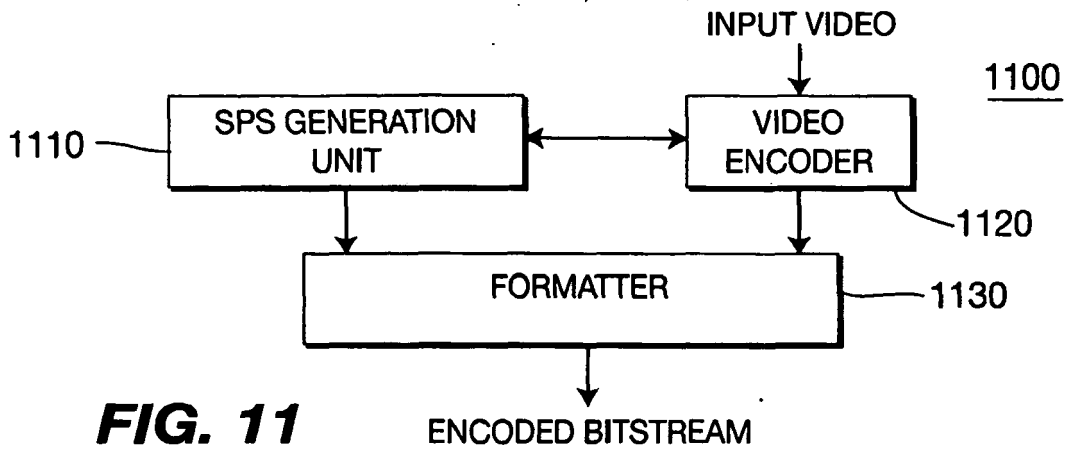 INPUT VIDEO
1100
1110
SPS GENERATION
UNIT
VIDEO
ENCODER
1120
FORMATTER
1130
FIG. 11
ENCODED BITSTREAM